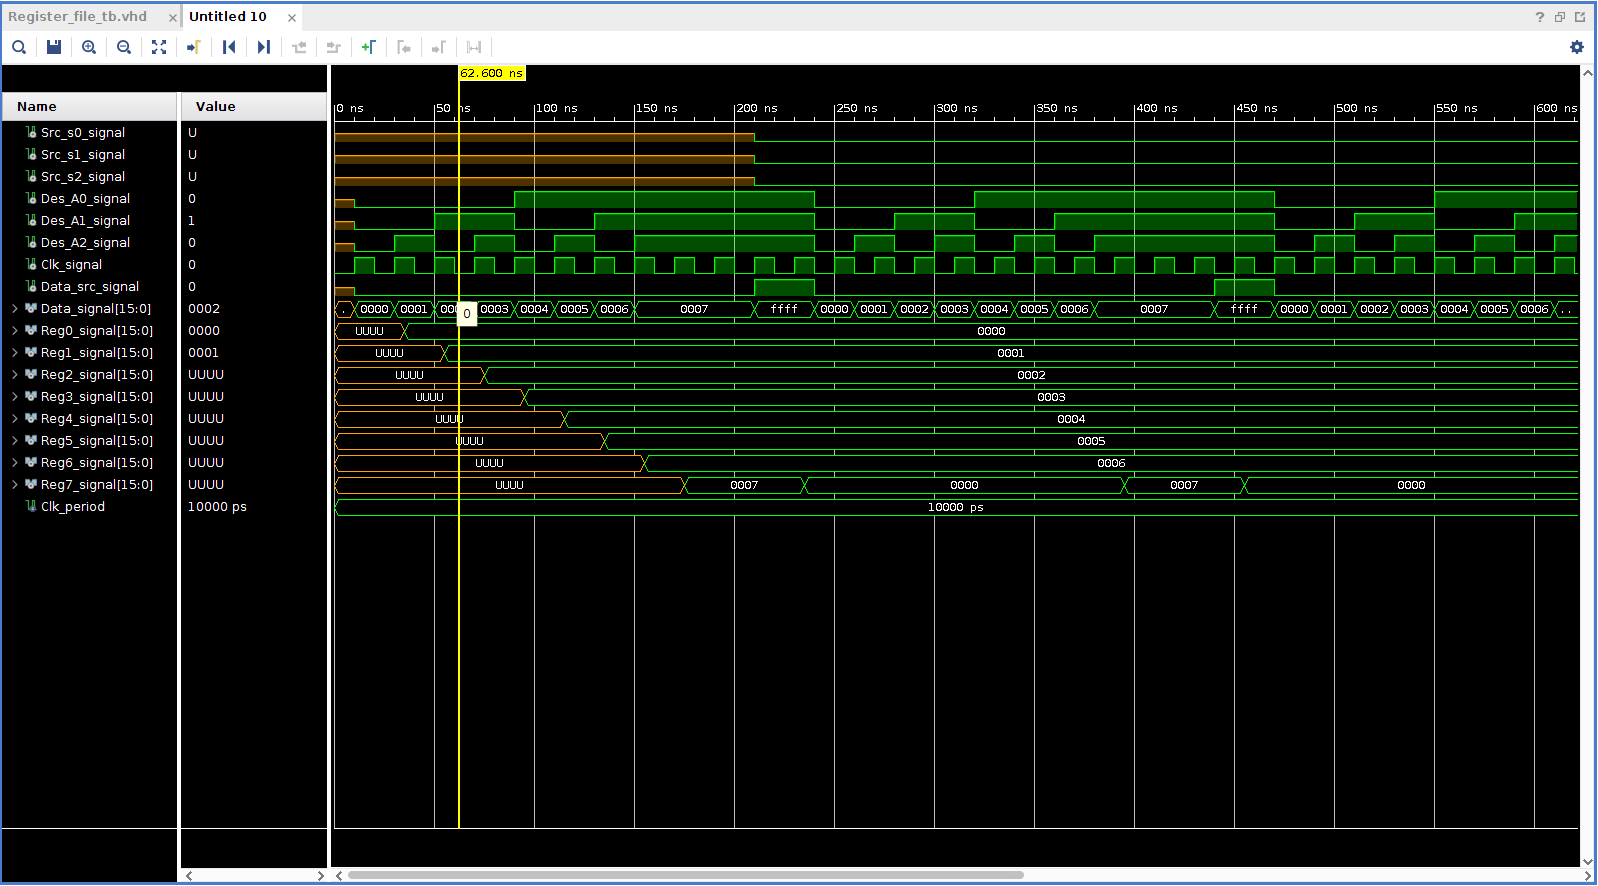 Register_file_tb.vhd × Untitled 10 ×
?
62.600 ns
Name Value
0 ns 50 ns 100 ns 150 ns 200 ns 250 ns 300 ns 350 ns 400 ns 450 ns 500 ns 550 ns 600 ns
Src_s0_signal U
Src_s1_signal U
Src_s2_signal U
Des_A0_signal 0
Des_A1_signal 1
Des_A2_signal 0
Clk_signal 0
Data_src_signal 0
Data_signal[15:0] 0002 . 0000 0001 000 0003 0004 0005 0006 0007 ffff 0000 0001 0002 0003 0004 0005 0006 0007 ffff 0000 0001 0002 0003 0004 0005 0006 ..
0
Reg0_signal[15:0] 0000 UUUU 0000
Reg1_signal[15:0] 0001 UUUU 0001
Reg2_signal[15:0] UUUU UUUU 0002
Reg3_signal[15:0] UUUU UUUU 0003
Reg4_signal[15:0] UUUU UUUU 0004
Reg5_signal[15:0] UUUU UUUU 0005
Reg6_signal[15:0] UUUU UUUU 0006
Reg7_signal[15:0] UUUU UUUU 0007 0000 0007 0000
Clk_period 10000 ps 10000 ps